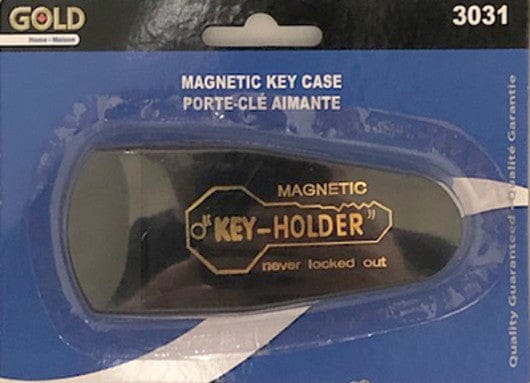 GOLD
Home - Maison
3031
MAGNETIC KEY CASE
PORTE-CLÉ AIMANTE
MAGNETIC
"KEY-HOLDER"
never locked out
Quality Guaranteed - Qualité Garantie